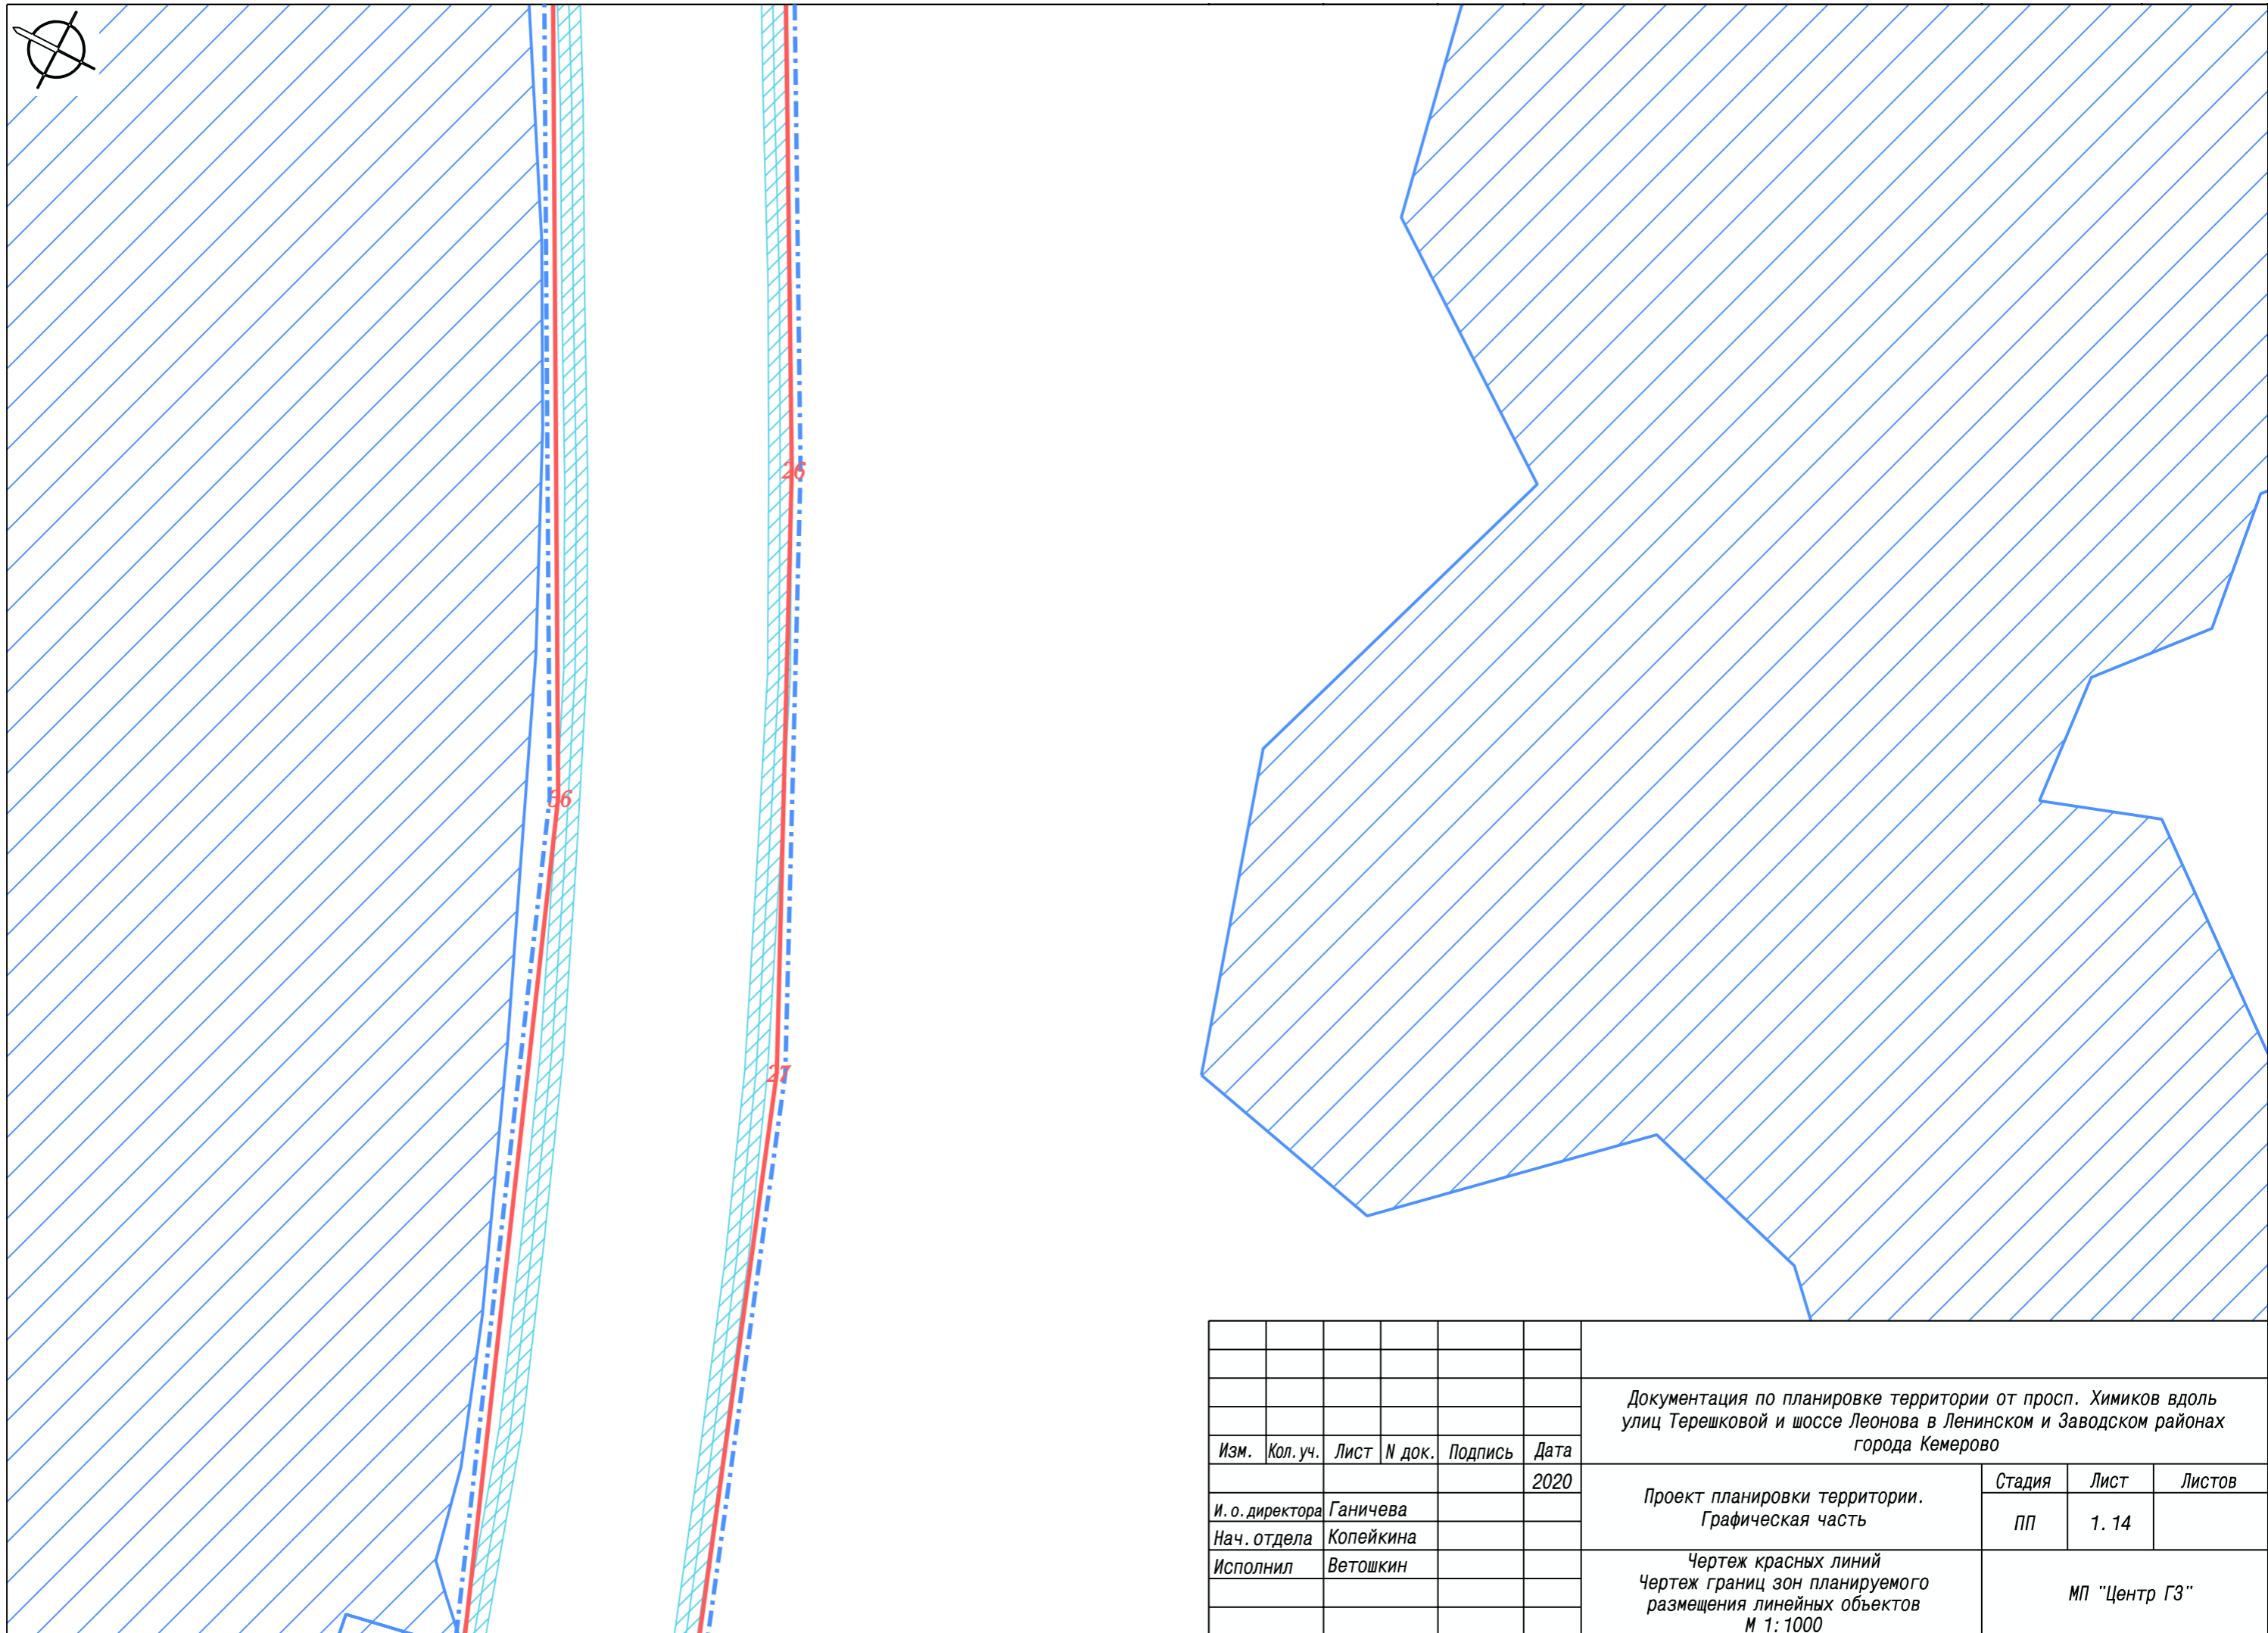 26
36
27
Документация по планировке территории от просп. Химиков вдоль
улиц Терешковой и шоссе Леонова в Ленинском и Заводском районах
города Кемерово
Изм. Кол.уч. Лист N док. Подпись Дата
2020
Проект планировки территории.
Графическая часть
Стадия Лист Листов
ПП 1.14
И.о.директора Ганичева
Нач.отдела Копейкина
Исполнил Ветошкин
Чертеж красных линий
Чертеж границ зон планируемого
размещения линейных объектов
М 1:1000
МП "Центр ГЗ"